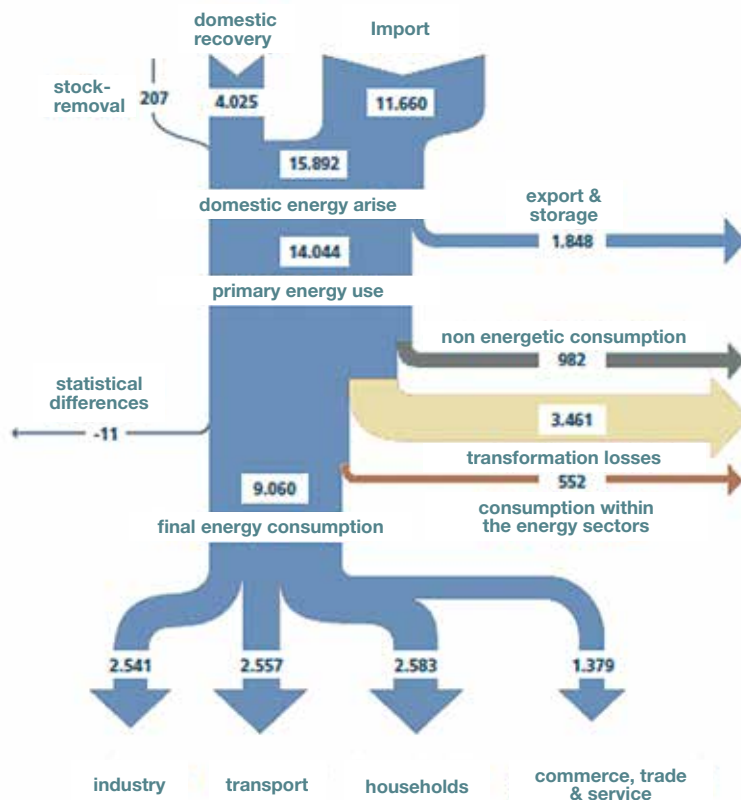 domestic
recovery
Import
stock-
removal
207
4.025
11.660
15.892
domestic energy arise
export &
storage
1.848
14.044
primary energy use
non energetic consumption
982
statistical
differences
-11
3.461
transformation losses
552
9.060
consumption within
the energy sectors
final energy consumption
2.541
2.557
2.583
1.379
industry
transport
households
commerce, trade
& service